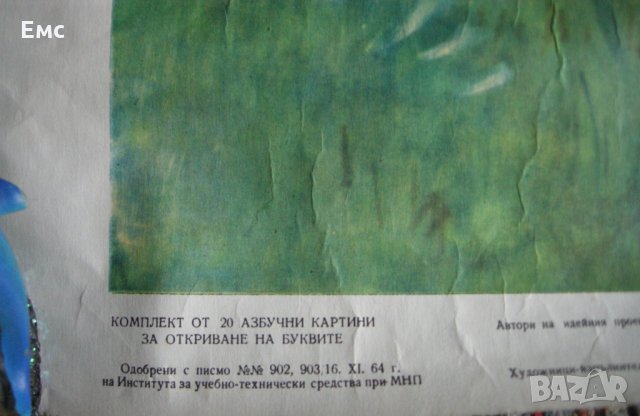 Емс
КОМПЛЕКТ ОТ 20 АЗБУЧНИ КАРТИНИ
ЗА ОТКРИВАНЕ НА БУКВИТЕ
Одобрени с писмо №№ 902, 903,16. XI. 64 г.
на Института за учебно-технически средства при МНП
Автори на идейния
BAZAR